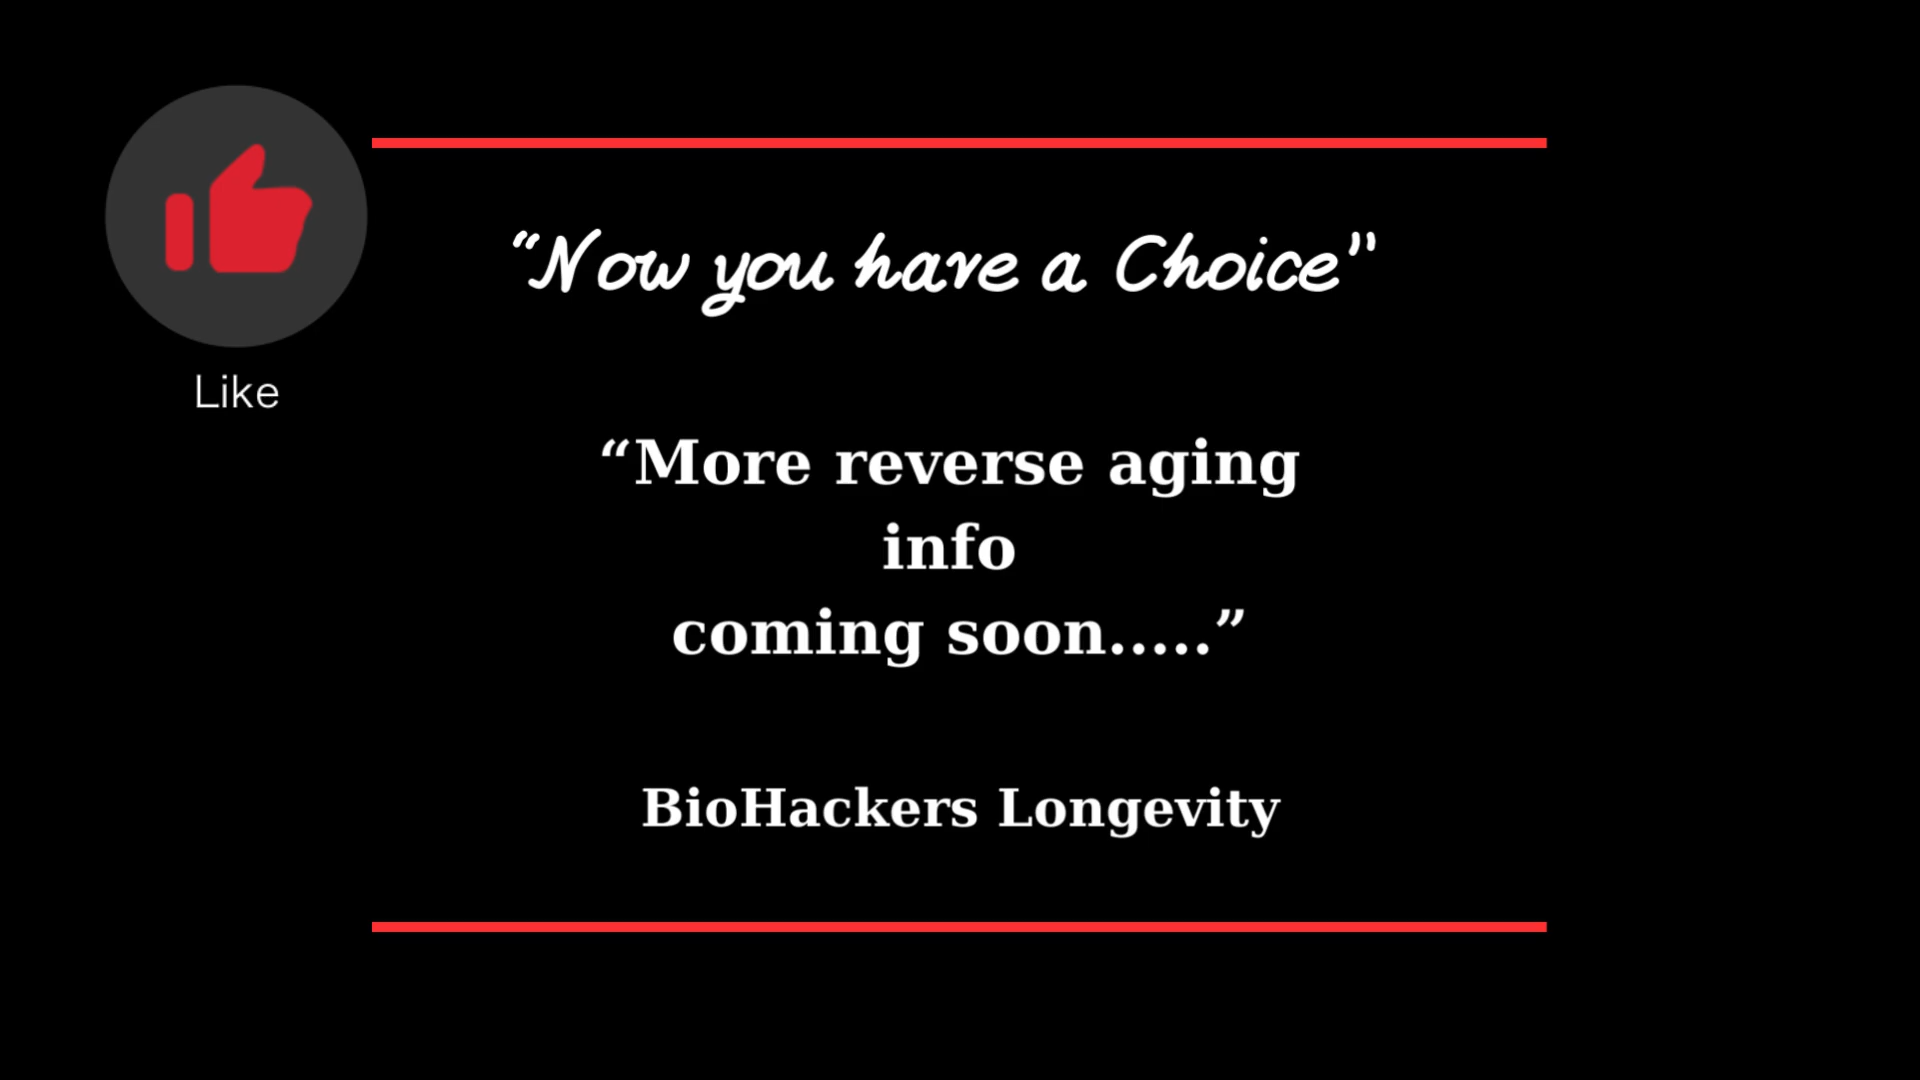 Like
“Now you have a Choice”
“More reverse aging
info
coming soon.....”
BioHackers Longevity